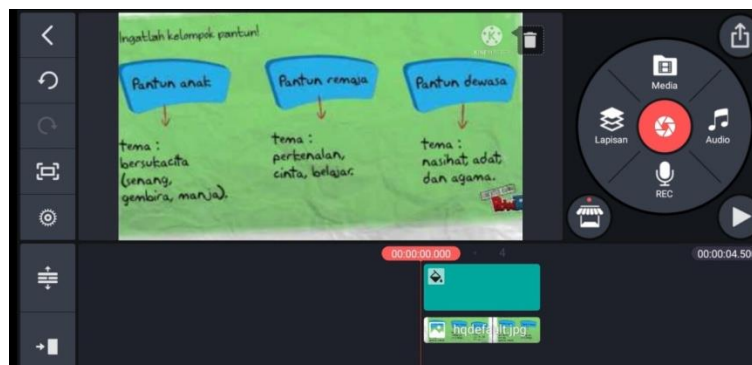 Ingatlah kelompok pantun!
Pantun anak
Pantun remaja
Pantun dewasa
tema :
bersukacita
(senang,
gembira, manja).
tema :
perkenalan,
cinta, belajar.
tema :
nasihat, adat
dan agama.
Media
Lapisan
Audio
REC
00:00:00.000
4
00:00:04.50
hqdefault.jpg